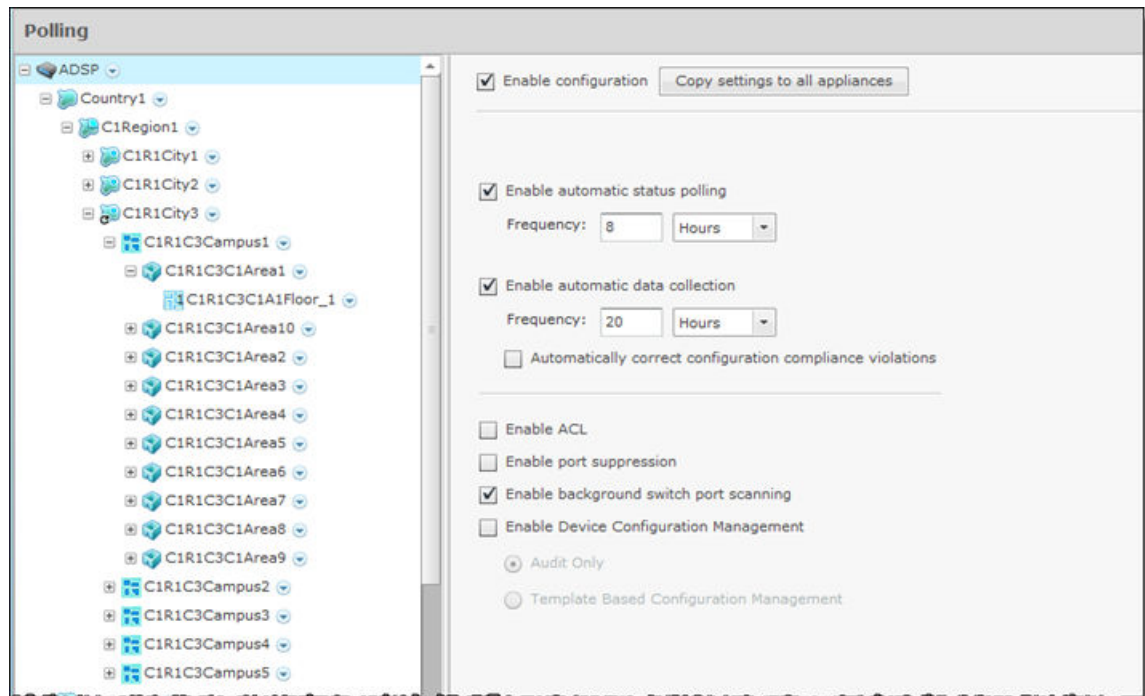 Polling
ADSP
Country1
C1Region1
C1R1City1
C1R1City2
C1R1City3
C1R1C3Campus1
C1R1C3C1Area1
1 C1R1C3C1A1Floor_1
C1R1C3C1Area10
C1R1C3C1Area2
C1R1C3C1Area3
C1R1C3C1Area4
C1R1C3C1Area5
C1R1C3C1Area6
C1R1C3C1Area7
C1R1C3C1Area8
C1R1C3C1Area9
C1R1C3Campus2
C1R1C3Campus3
C1R1C3Campus4
C1R1C3Campus5
Enable configuration Copy settings to all appliances
Enable automatic status polling
Frequency: 8 Hours
Enable automatic data collection
Frequency: 20 Hours
Automatically correct configuration compliance violations
Enable ACL
Enable port suppression
Enable background switch port scanning
Enable Device Configuration Management
Audit Only
Template Based Configuration Management